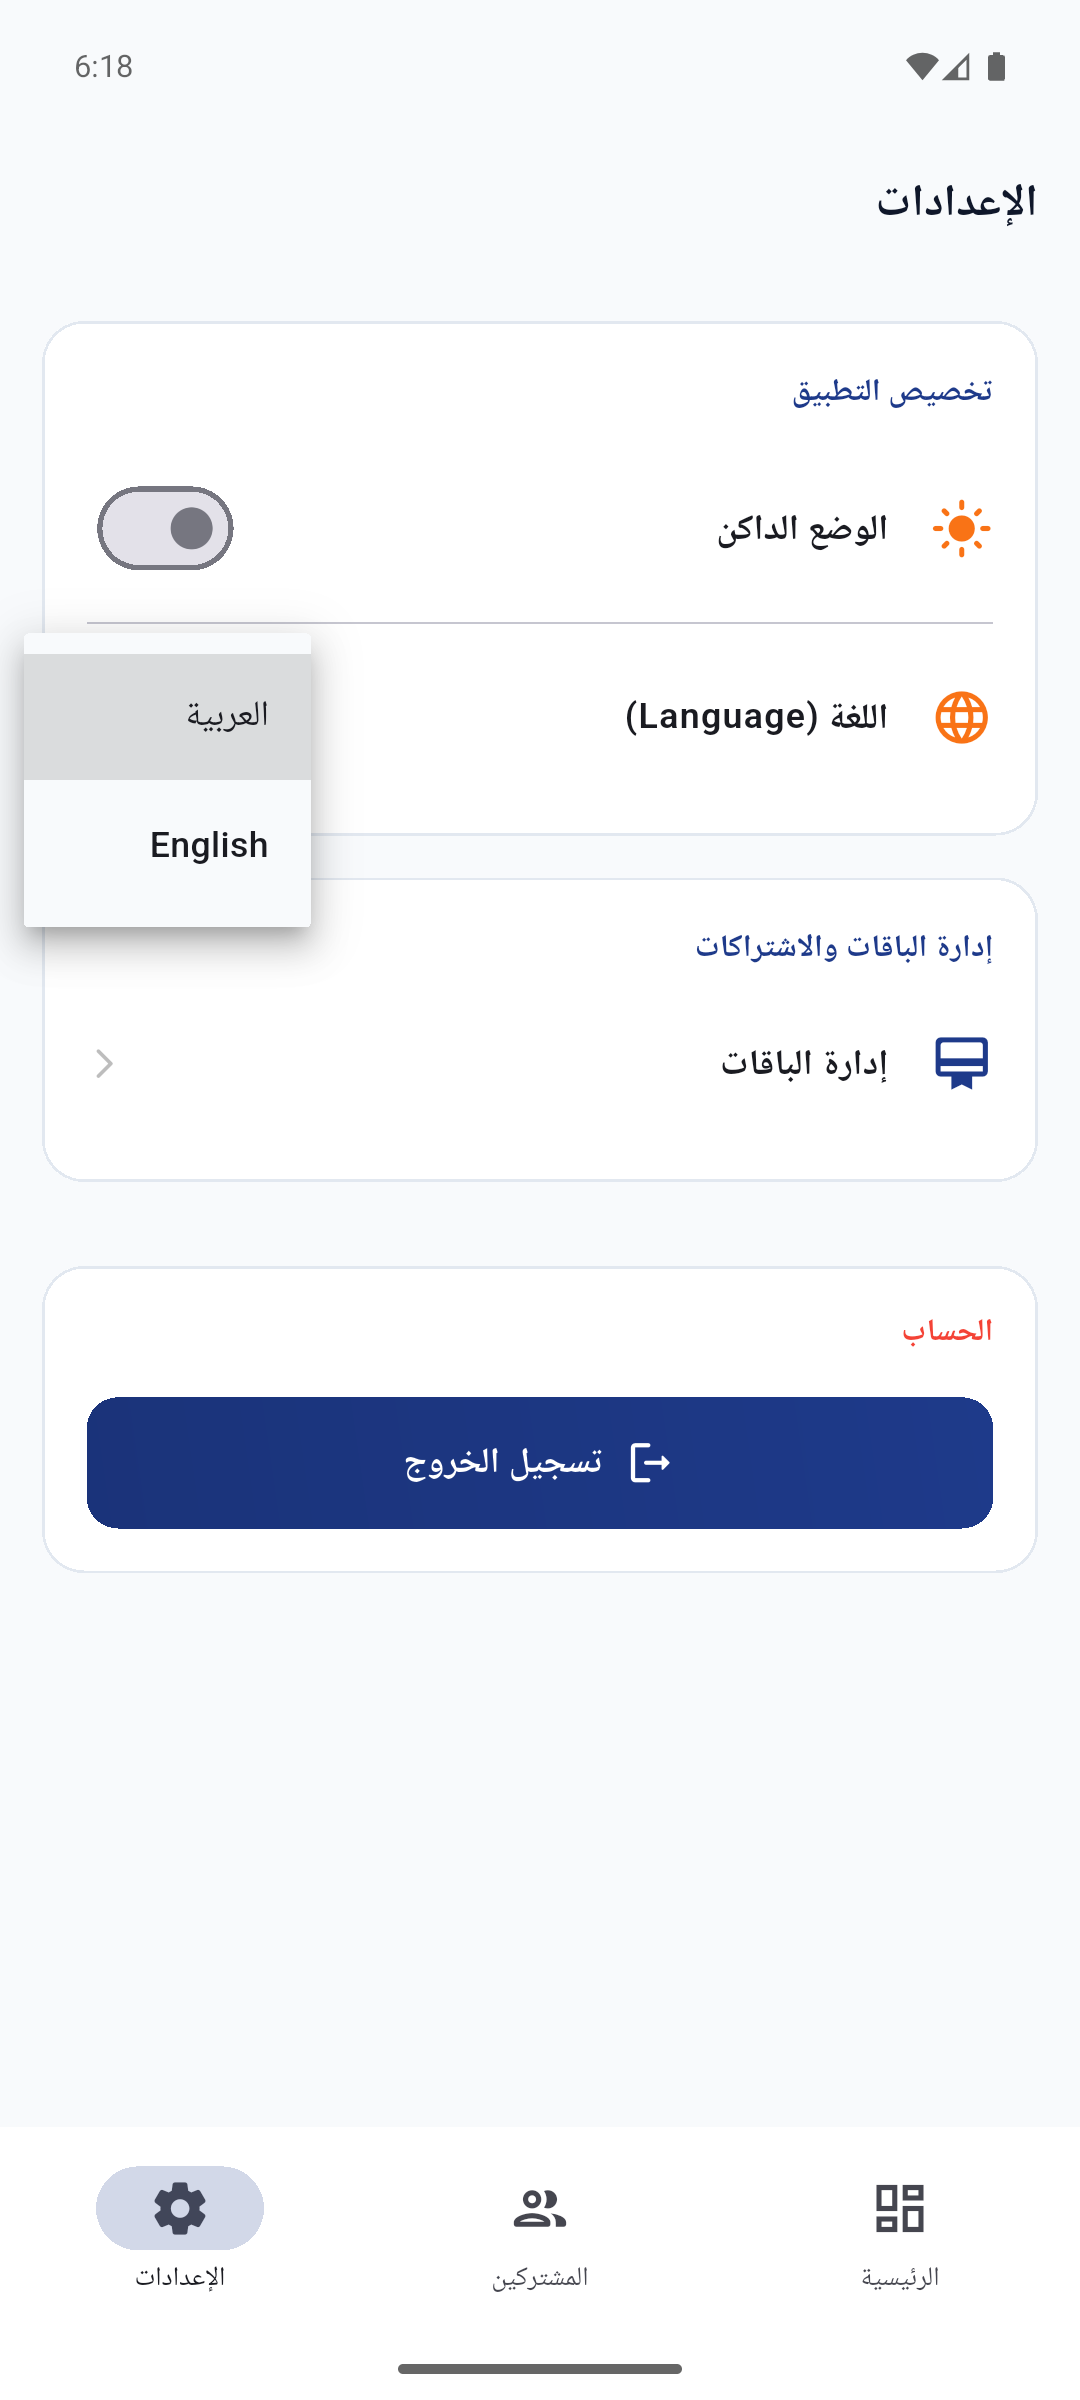 6:18
الإعدادات
تخصيص التطبيق
الوضع الداكن
اللغة (Language)
العربية
English
إدارة الباقات والاشتراكات
إدارة الباقات
الحساب
تسجيل الخروج
الرئيسية
المشتركين
الإعدادات